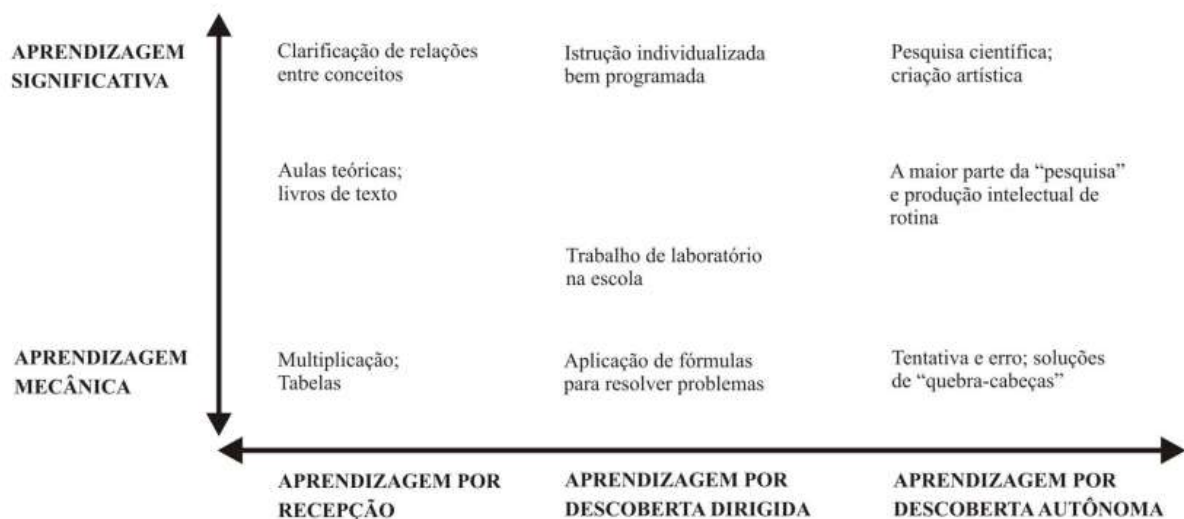 APRENDIZAGEM
SIGNIFICATIVA
Clarificação de relações
entre conceitos
Istrução individualizada
bem programada
Pesquisa científica;
criação artística
Aulas teóricas;
livros de texto
A maior parte da “pesquisa”
e produção intelectual de
rotina
Trabalho de laboratório
na escola
APRENDIZAGEM
MECÂNICA
Multiplicação;
Tabelas
Aplicação de fórmulas
para resolver problemas
Tentativa e erro; soluções
de “quebra-cabeças”
APRENDIZAGEM POR
RECEPÇÃO
APRENDIZAGEM POR
DESCOBERTA DIRIGIDA
APRENDIZAGEM POR
DESCOBERTA AUTÔNOMA